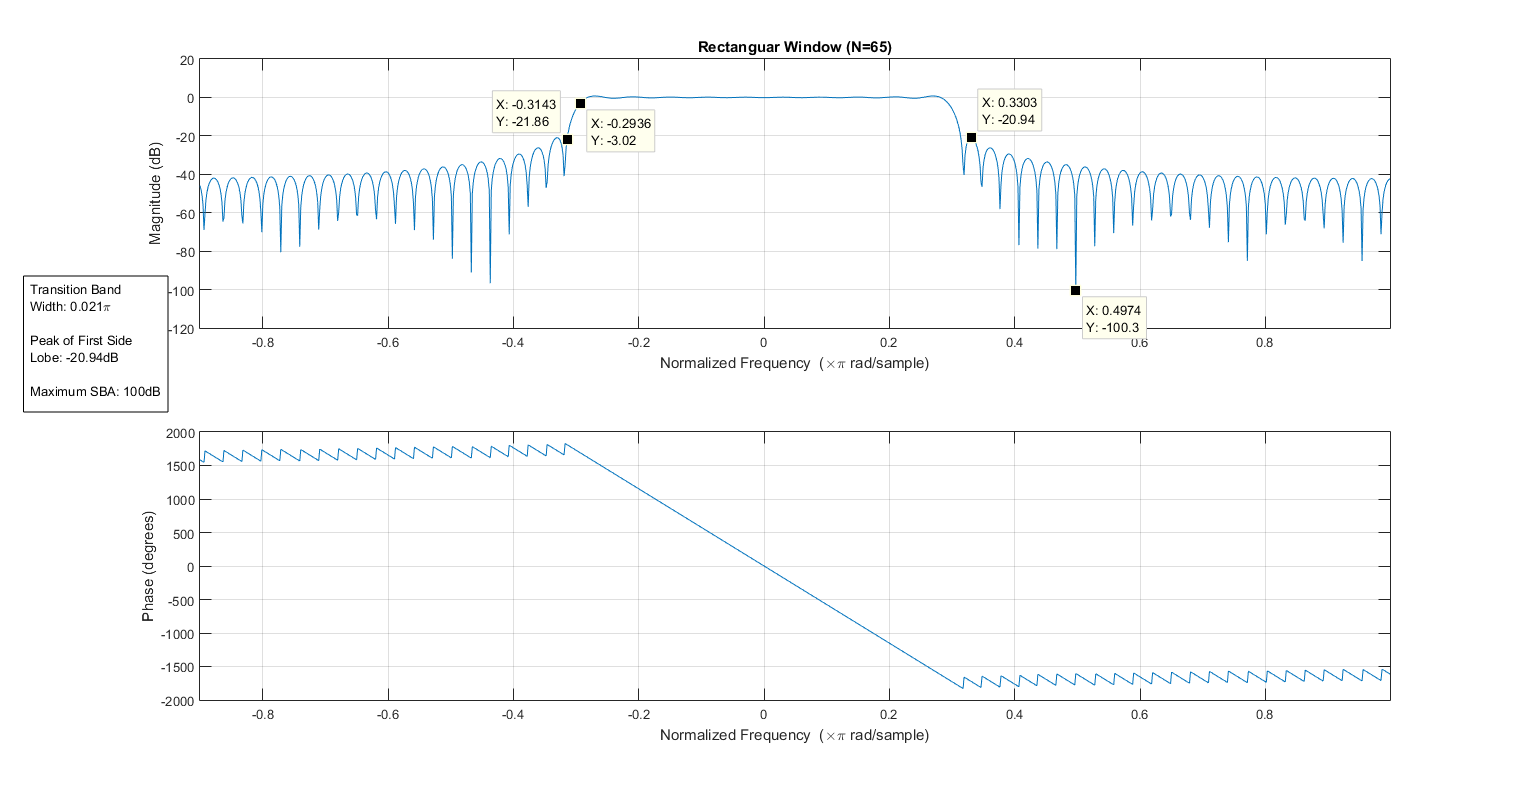 Rectanguar Window (N=65)
20
0
-20
-40
-60
-80
-100
-120
Magnitude (dB)
X: -0.3143
Y: -21.86
X: -0.2936
Y: -3.02
X: 0.3303
Y: -20.94
X: 0.4974
Y: -100.3
-0.8
-0.6
-0.4
-0.2
0
0.2
0.4
0.6
0.8
Normalized Frequency (×π rad/sample)
Transition Band
Width: 0.021π
Peak of First Side
Lobe: -20.94dB
Maximum SBA: 100dB
2000
1500
1000
500
0
-500
-1000
-1500
-2000
Phase (degrees)
-0.8
-0.6
-0.4
-0.2
0
0.2
0.4
0.6
0.8
Normalized Frequency (×π rad/sample)